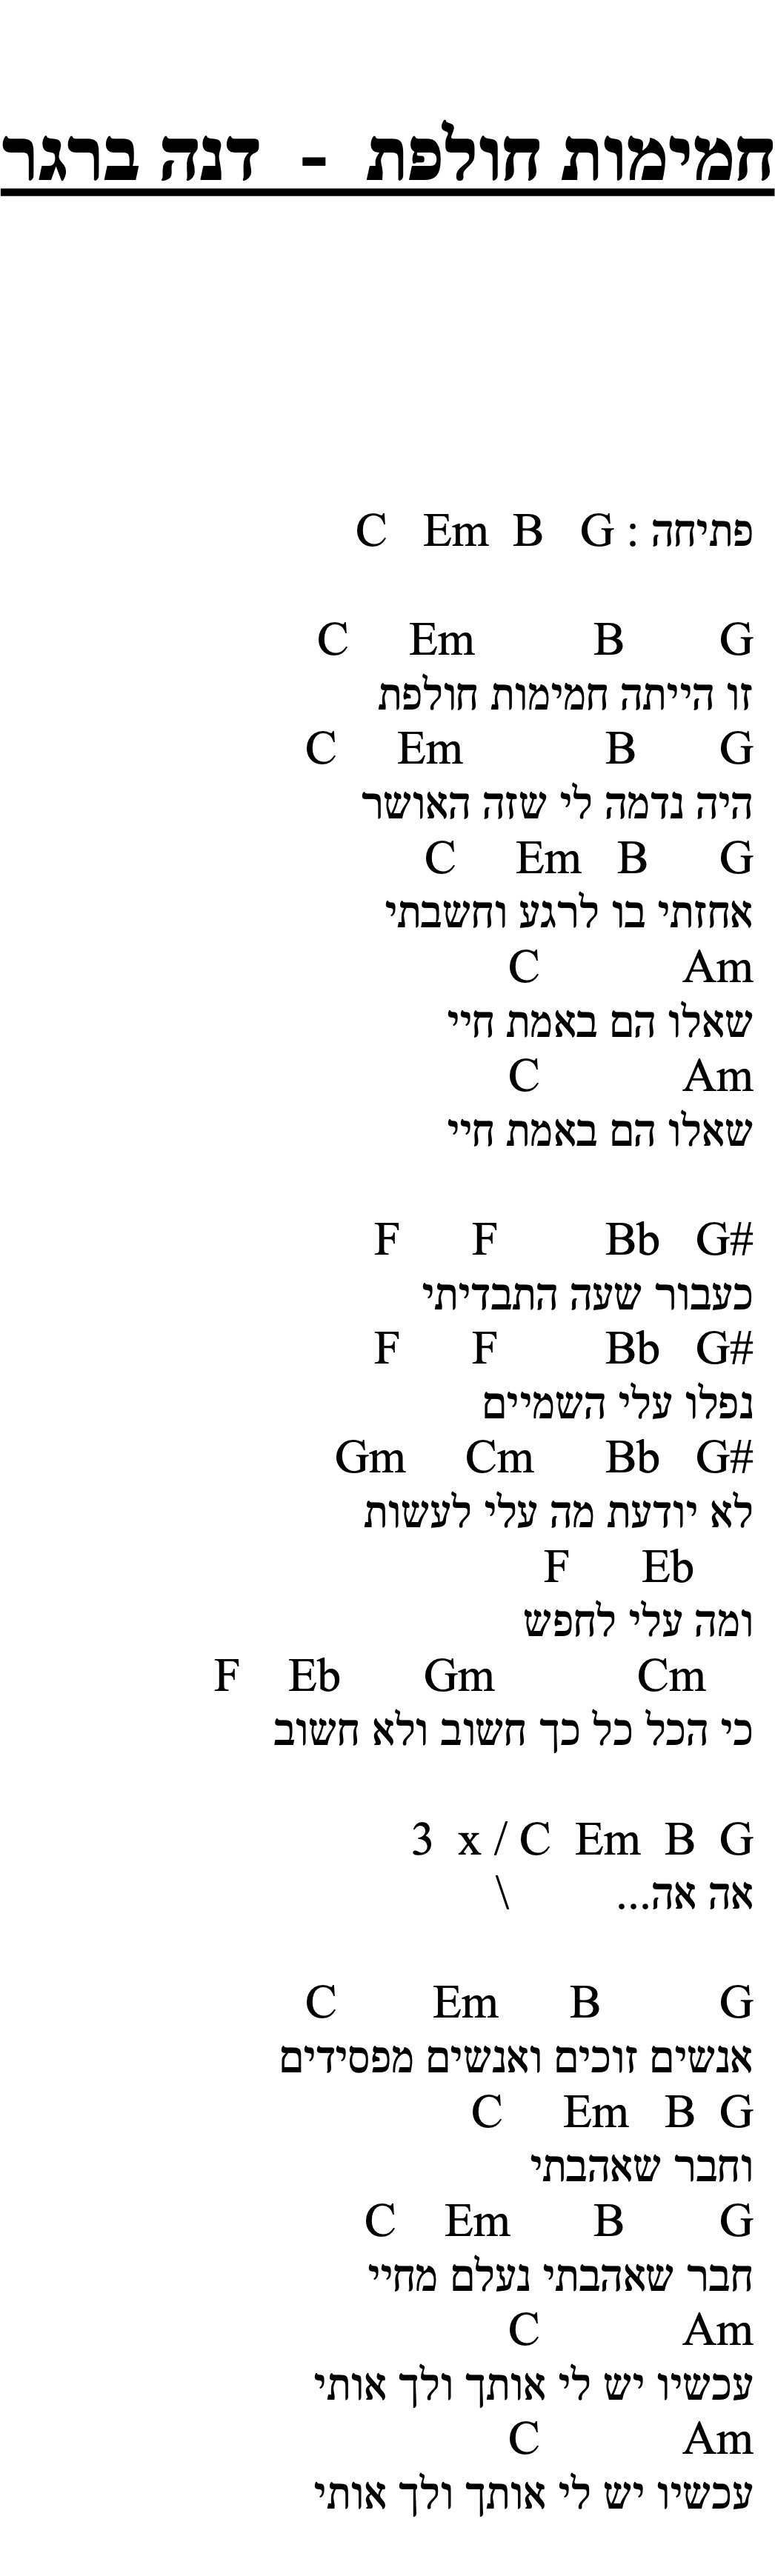 חמימות חולפת - דנה ברגר
פתיחה : G B Em C
G B Em C
זו הייתה חמימות חולפת
G B Em C
היה נדמה לי שזה האושר
G B Em C
אחזתי בו לרגע וחשבתי
Am C
שאלו הם באמת חיי
Am C
שאלו הם באמת חיי
G# Bb F F
כעבור שעה התבדיתי
G# Bb F F
נפלו עלי השמיים
G# Bb Cm Gm
לא יודעת מה עלי לעשות
Eb F
ומה עלי לחפש
Cm Gm Eb F
כי הכל כל כך חשוב ולא חשוב
G B Em C / x 3
אה אה... \
G B Em C
אנשים זוכים ואנשים מפסידים
G B Em C
וחבר שאהבתי
G B Em C
חבר שאהבתי נעלם מחיי
Am C
עכשיו יש לי אותך ולך אותי
Am C
עכשיו יש לי אותך ולך אותי